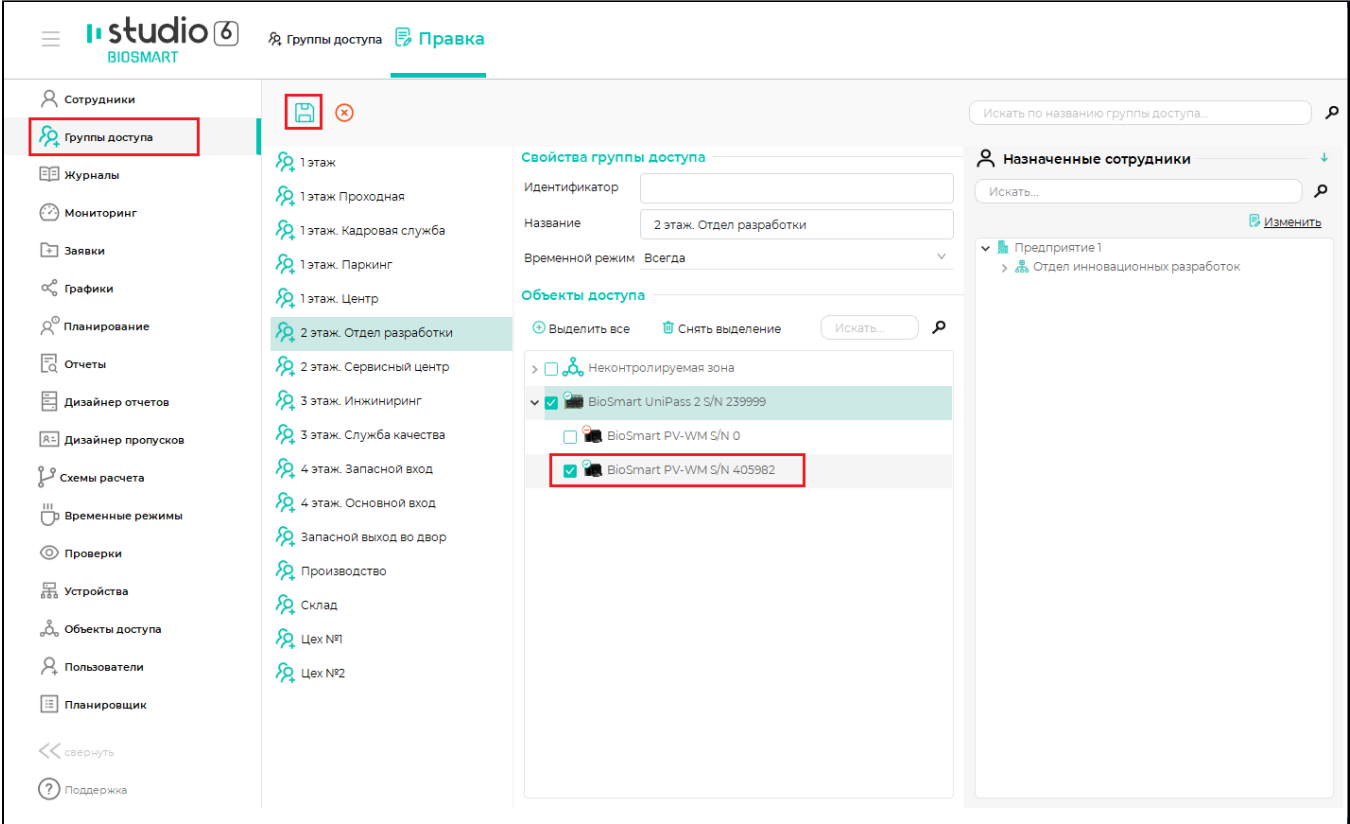 studio 6
BIOSMART
Группы доступа
Правка
Сотрудники
Группы доступа
Журналы
Мониторинг
Заявки
Графики
Планирование
Отчеты
Дизайнер отчетов
Дизайнер пропусков
Схемы расчета
Временные режимы
Проверки
Устройства
Объекты доступа
Пользователи
Планировщик
свернуть
Поддержка
Искать по названию группы доступа...
1 этаж
1 этаж Проходная
1 этаж. Кадровая служба
1 этаж. Паркинг
1 этаж. Центр
2 этаж. Отдел разработки
2 этаж. Сервисный центр
3 этаж. Инжиниринг
3 этаж. Служба качества
4 этаж. Запасной вход
4 этаж. Основной вход
Запасной выход во двор
Производство
Склад
Цех №1
Цех №2
Свойства группы доступа
Идентификатор
Название 2 этаж. Отдел разработки
Временной режим Всегда
Объекты доступа
Выделить все Снять выделение Искать...
Неконтролируемая зона
BioSmart UniPass 2 S/N 239999
BioSmart PV-WM S/N 0
BioSmart PV-WM S/N 405982
Назначенные сотрудники
Искать...
Изменить
Предприятие 1
Отдел инновационных разработок